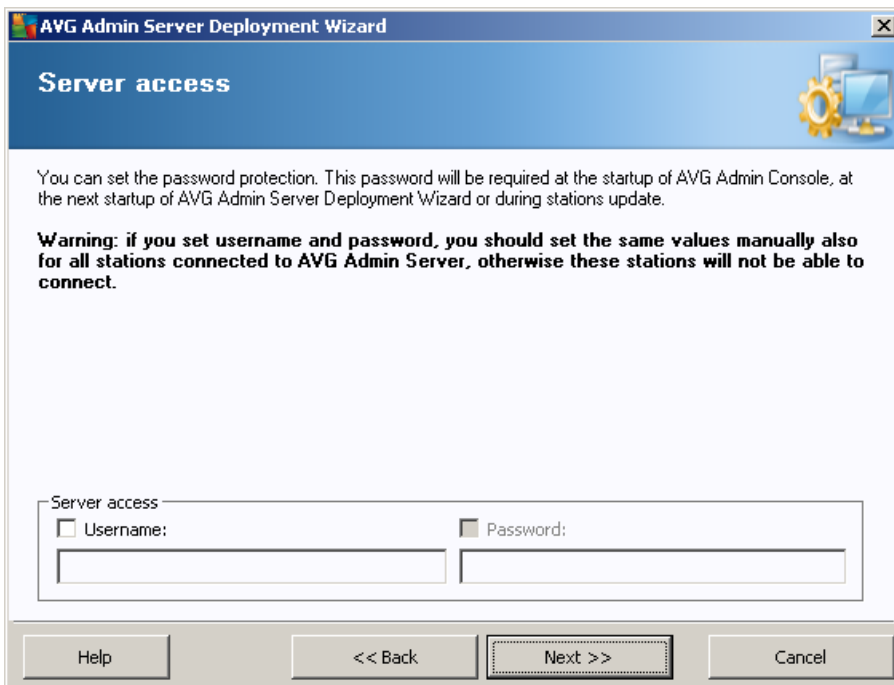 AVG Admin Server Deployment Wizard
Server access
You can set the password protection. This password will be required at the startup of AVG Admin Console, at
the next startup of AVG Admin Server Deployment Wizard or during stations update.
Warning: if you set username and password, you should set the same values manually also
for all stations connected to AVG Admin Server, otherwise these stations will not be able to
connect.
Server access
Username:
Password:
Help
<< Back
Next >>
Cancel